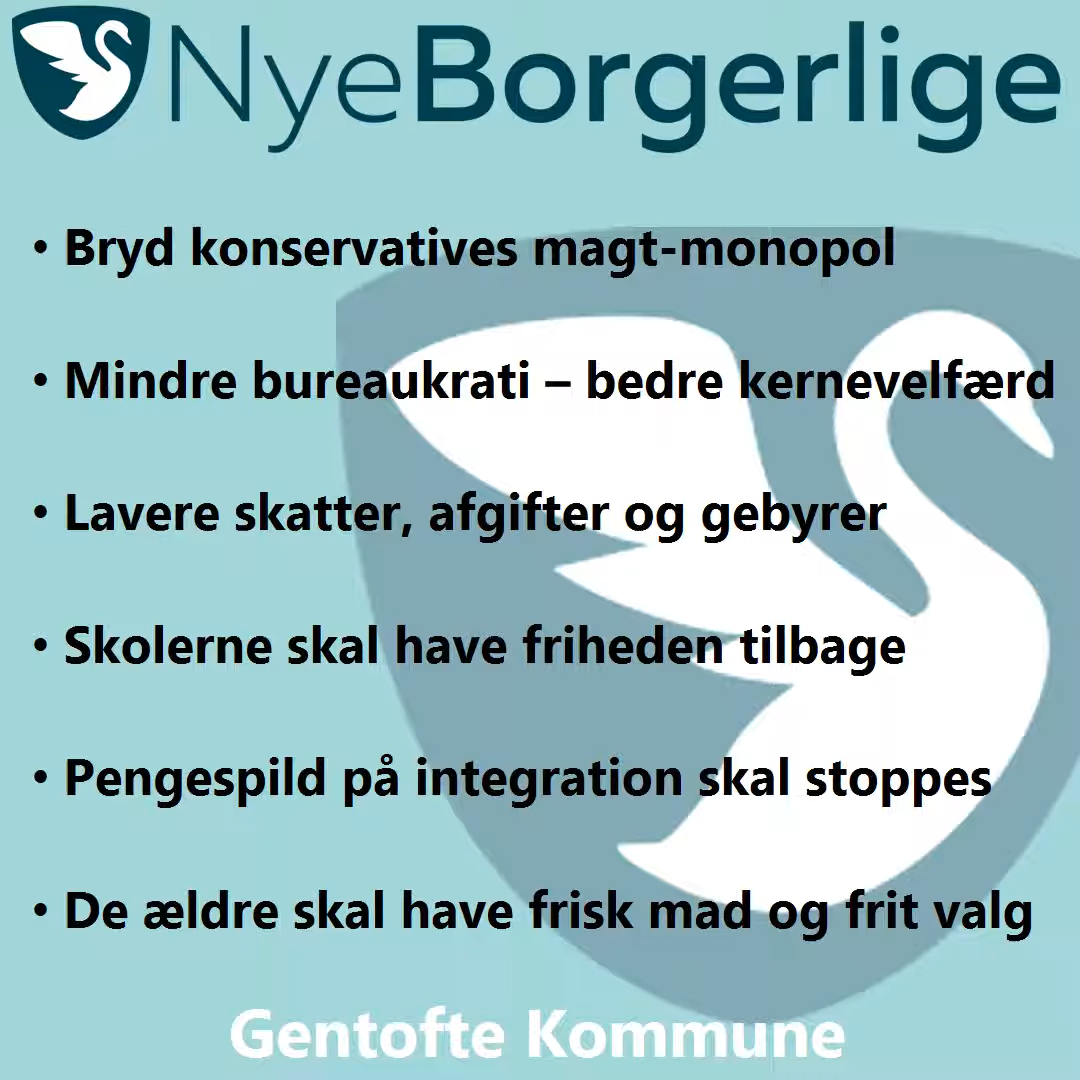 NyeBorgerlige
• Bryd konservatives magt-monopol
• Mindre bureaukrati – bedre kernevelfærd
• Lavere skatter, afgifter og gebyrer
• Skolerne skal have friheden tilbage
• Pengespild på integration skal stoppes
• De ældre skal have frisk mad og frit valg
Gentofte Kommune